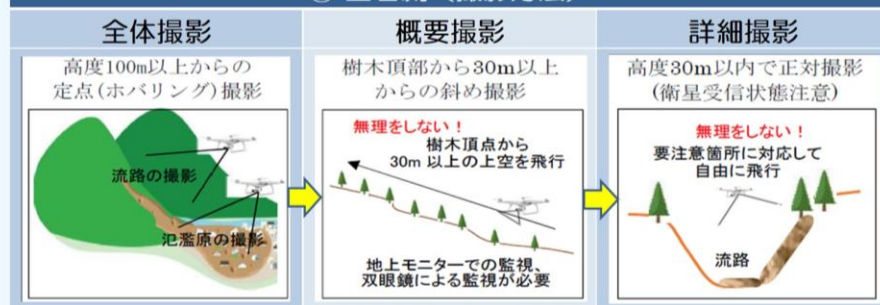 全体撮影
高度100m以上からの
定点(ホバリング)撮影
流路の撮影
氾濫原の撮影
概要撮影
樹木頂部から30m以上
からの斜め撮影
無理をしない！
樹木頂点から
30m 以上の上空を飛行
地上モニターでの監視、
双眼鏡による監視が必要
詳細撮影
高度30m以内で正対撮影
(衛星受信状態注意)
無理をしない！
要注意箇所に対応して
自由に飛行
流路